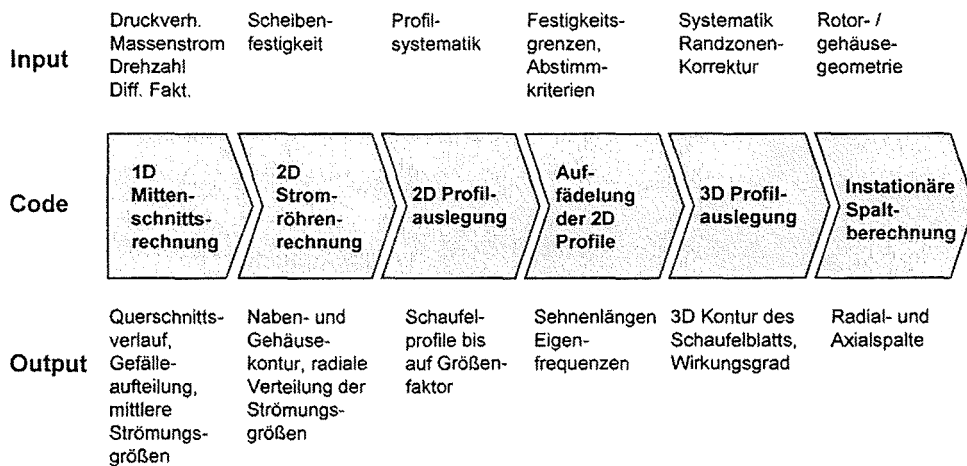 Input
Druckverh.
Massenstrom
Drehzahl
Diff. Fakt.
Scheiben-
festigkeit
Profil-
systematik
Festigkeits-
grenzen,
Abstimm-
kriterien
Systematik
Randzonen-
Korrektur
Rotor- /
gehäuse-
geometrie
Code
1D
Mitten-
schnitts-
rechnung
2D
Strom-
röhren-
rechnung
2D Profil-
auslegung
Auf-
fädelung
der 2D
Profile
3D Profil-
auslegung
Instationäre
Spalt-
berechnung
Output
Querschnitts-
verlauf,
Gefälle-
aufteilung,
mittlere
Strömungs-
größen
Naben- und
Gehäuse-
kontur, radiale
Verteilung der
Strömungs-
größen
Schaufel-
profile bis
auf Größen-
faktor
Sehnenlängen
Eigen-
frequenzen
3D Kontur des
Schaufelblatts,
Wirkungsgrad
Radial- und
Axialspalte